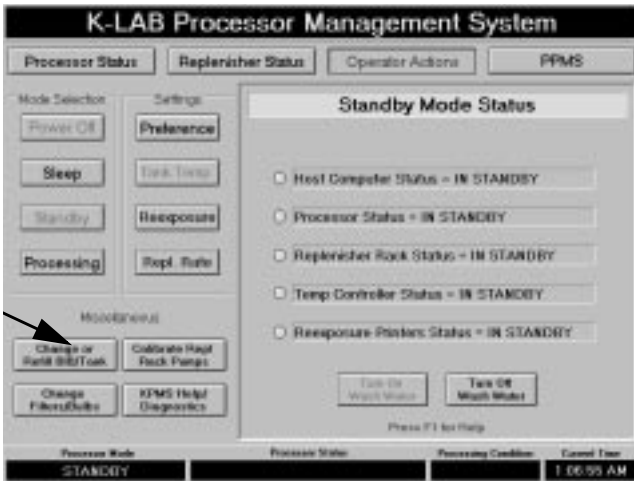 K-LAB Processor Management System
Processor Status
Replenisher Status
Operator Actions
PPMS
Mode Selection
Settings
Power Off
Preference
Sleep
Tank Temp
Standby
Reexposure
Processing
Repl. Rate
Standby Mode Status
Host Computer Status = IN STANDBY
Processor Status = IN STANDBY
Replenisher Rack Status = IN STANDBY
Temp Controller Status = IN STANDBY
Reexposure Printers Status = IN STANDBY
Miscellaneous
Change or
Refill BIB/Tank
Calibrate Repl
Rack Pumps
Change
Filters/Bulbs
KPMS Help/
Diagnostics
Turn On
Wash Water
Turn Off
Wash Water
Press F1 for Help
Processor Mode
Processor Status
Processing Condition
Current Time
STANDBY
1:06:55 AM